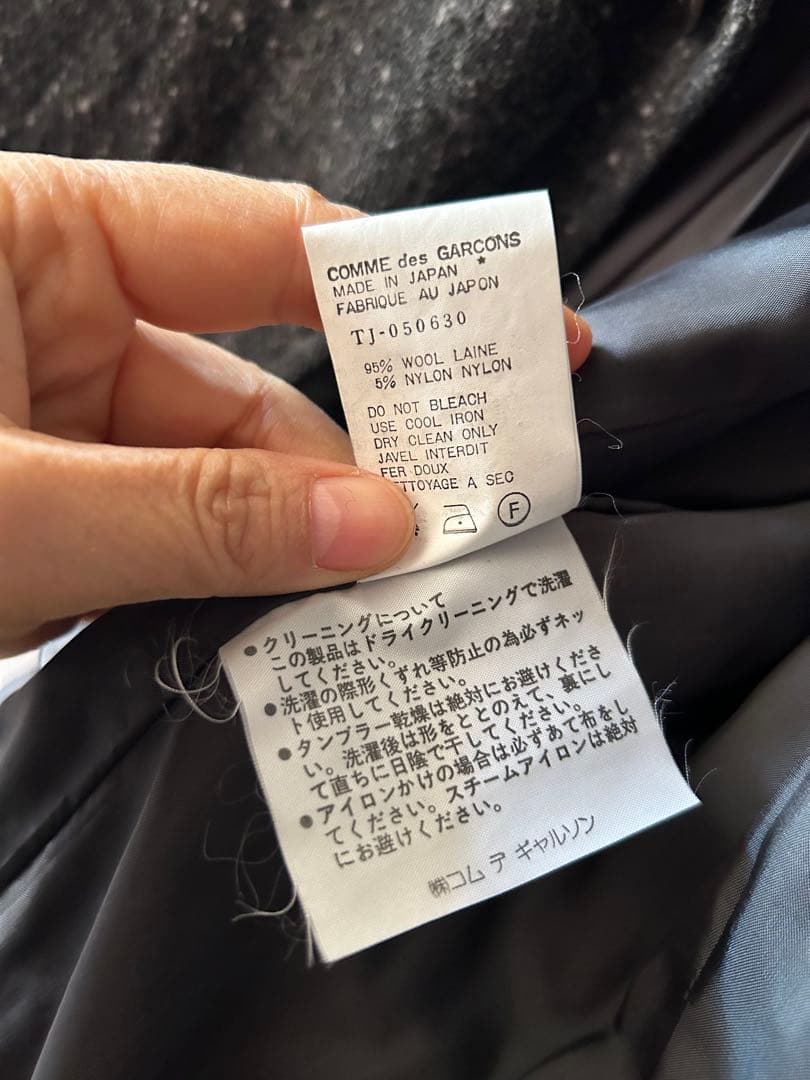 COMME des GARCONS
★
MADE IN JAPAN
FABRIQUE AU JAPON
TJ-050630
95% WOOL LAINE
5% NYLON NYLON
DO NOT BLEACH
USE COOL IRON
DRY CLEAN ONLY
JAVEL INTERDIT
FER DOUX
ETTOYAGE A SEC
F
●クリーニングについて
この製品はドライクリーニングで洗濯
してください。
●洗濯の際形くずれ等防止の為必ずネッ
ト使用してください。
●タンブラー乾燥は絶対にお避けくださ
い。洗濯後は形をととのえて、裏にし
て直ちに日陰で干してください。
●アイロンかけの場合は必ずあて布をし
てください。スチームアイロンは絶対
にお避けください。
㈱コム デ ギャルソン